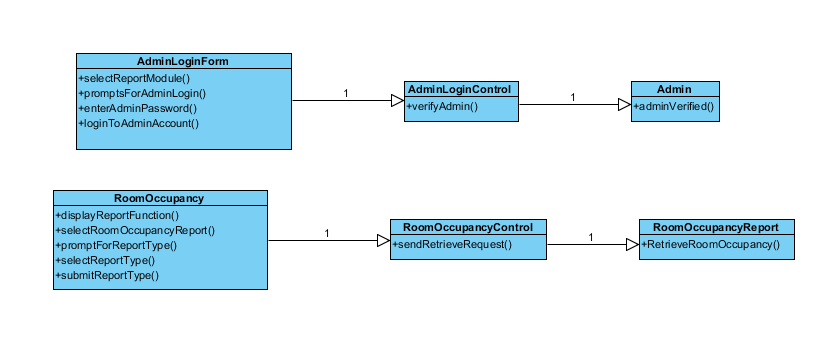 AdminLoginForm
+selectReportModule()
+promptsForAdminLogin()
+enterAdminPassword()
+loginToAdminAccount()
1
AdminLoginControl
+verifyAdmin()
1
Admin
+adminVerified()
RoomOccupancy
+displayReportFunction()
+selectRoomOccupancyReport()
+promptForReportType()
+selectReportType()
+submitReportType()
1
RoomOccupancyControl
+sendRetrieveRequest()
1
RoomOccupancyReport
+RetrieveRoomOccupancy()